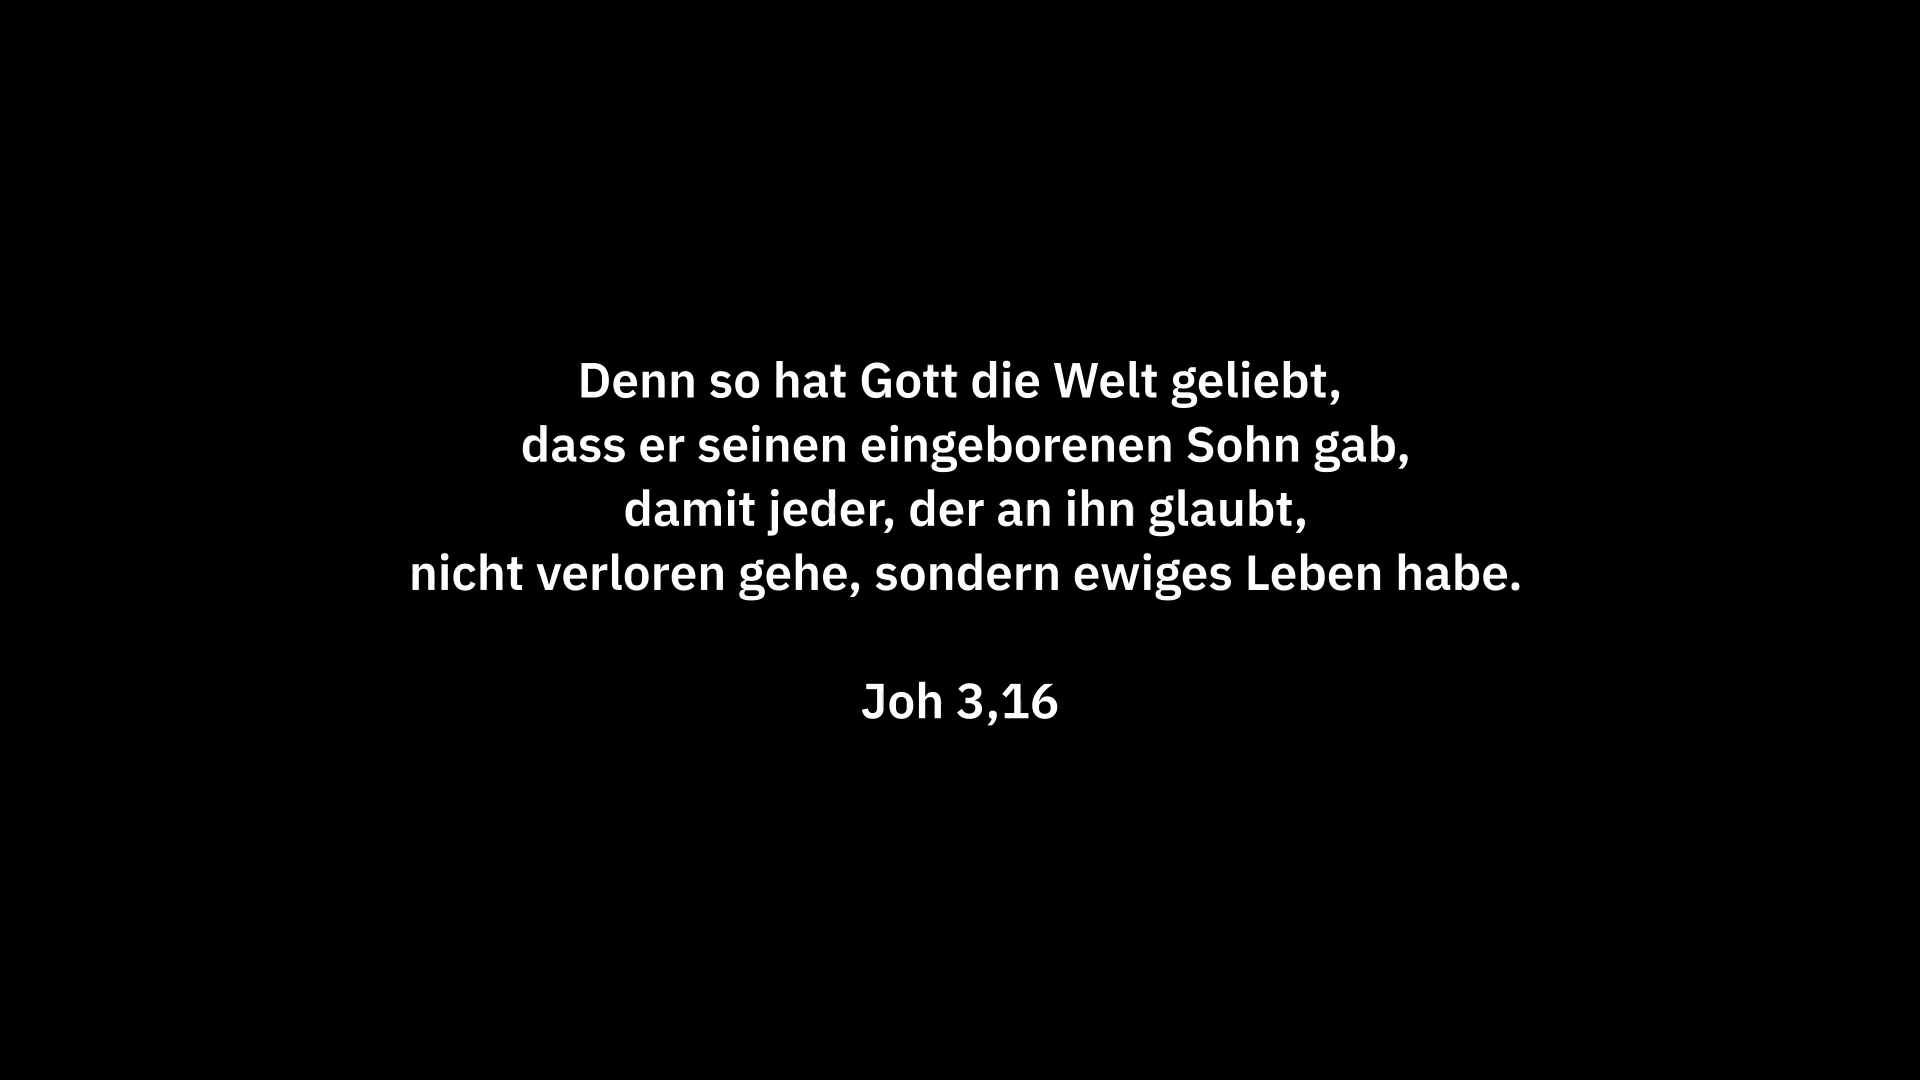 Denn so hat Gott die Welt geliebt,
dass er seinen eingeborenen Sohn gab,
damit jeder, der an ihn glaubt,
nicht verloren gehe, sondern ewiges Leben habe.
Joh 3,16